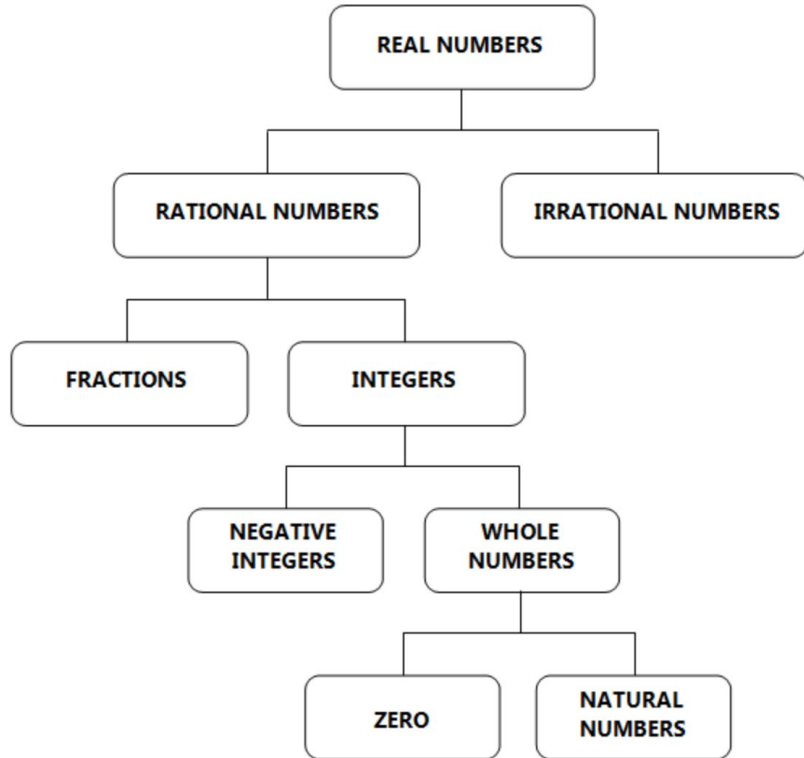 REAL NUMBERS
RATIONAL NUMBERS
IRRATIONAL NUMBERS
FRACTIONS
INTEGERS
NEGATIVE
INTEGERS
WHOLE
NUMBERS
ZERO
NATURAL
NUMBERS